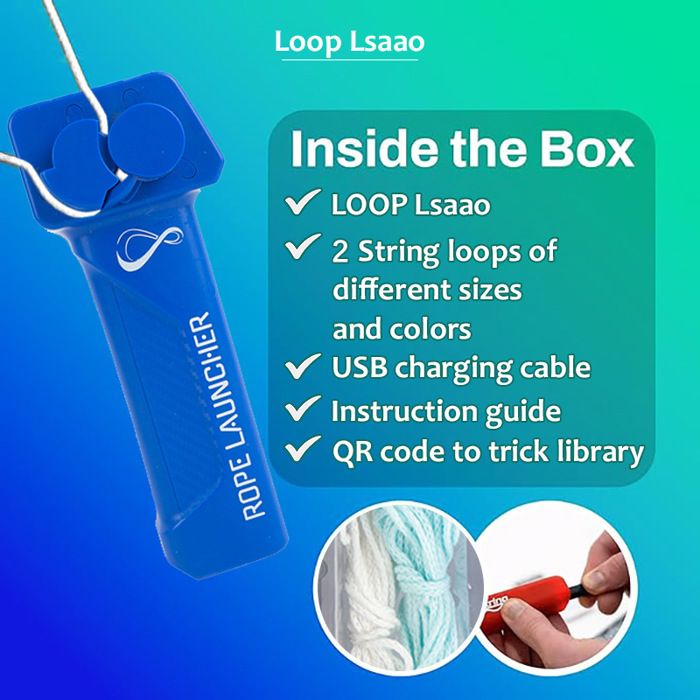 Loop Lsaao
Inside the Box
LOOP Lsaao
2 String loops of
different sizes
and colors
USB charging cable
Instruction guide
QR code to trick library
ROPE LAUNCHER